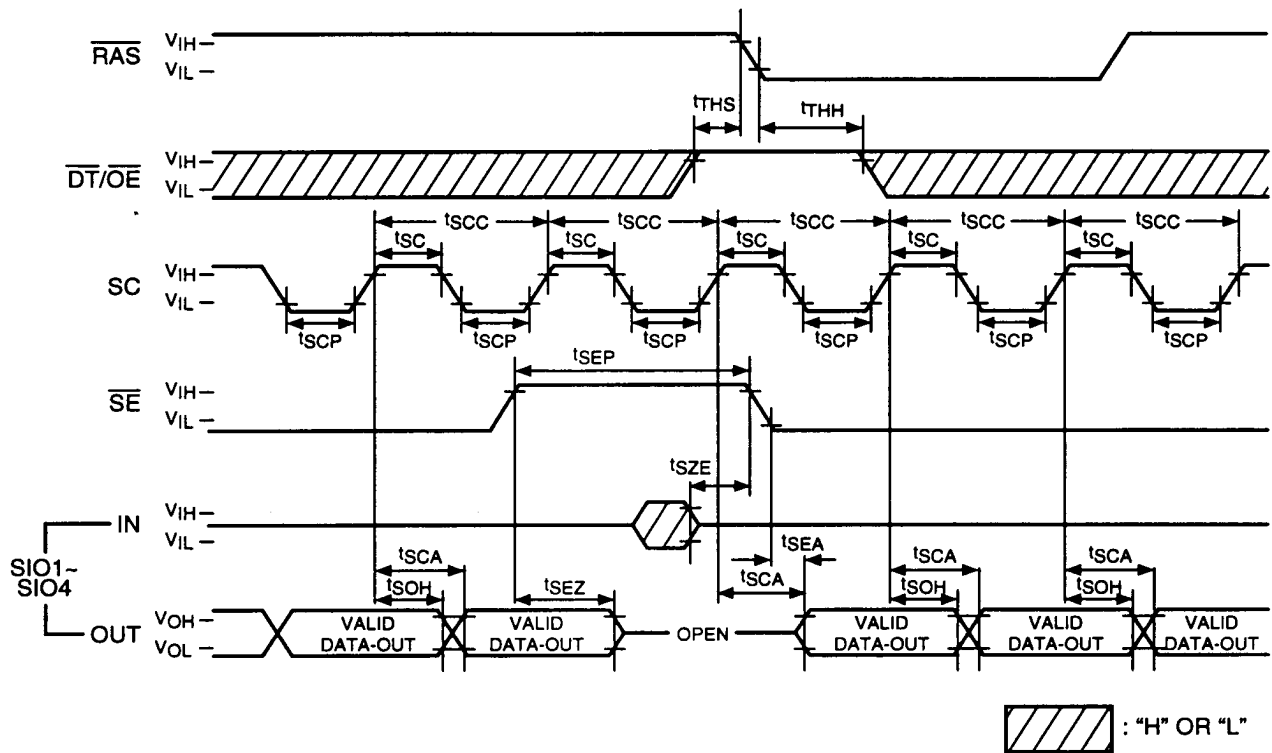 RAS VIH
VIL
tTHS tTHH
DT/OE VIH
VIL
tSCC tSCC tSCC tSCC tSCC
tSC tSC tSC tSC tSC
SC VIH
VIL
tSCP tSCP tSCP tSCP tSCP tSCP
tSEP
SE VIH
VIL
tSZE
IN VIH
VIL
SIO1~
SIO4
tSCA tSEA tSCA tSCA
tSOH tSEZ tSCA tSOH tSOH
OUT VOH
VOL
VALID
DATA-OUT
VALID
DATA-OUT
OPEN
VALID
DATA-OUT
VALID
DATA-OUT
VALID
DATA-OUT
: "H" OR "L"